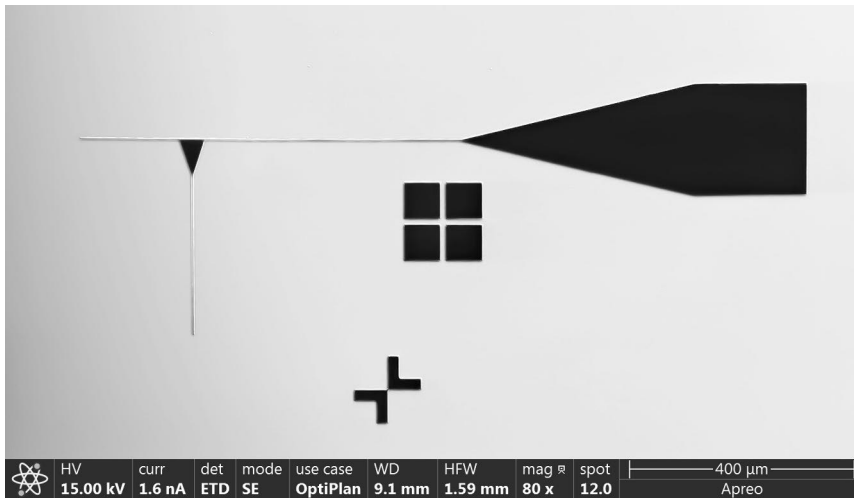 HV curr det mode use case WD HFW mag spot 400 µm
15.00 kV 1.6 nA ETD SE OptiPlan 9.1 mm 1.59 mm 80 x 12.0 Apreo